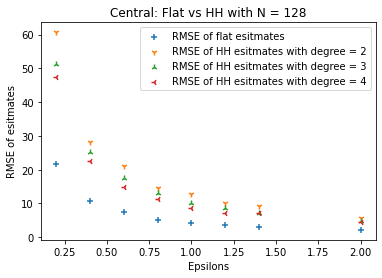 Central: Flat vs HH with N = 128
RMSE of flat esitmates
RMSE of HH esitmates with degree = 2
RMSE of HH esitmates with degree = 3
RMSE of HH esitmates with degree = 4
RMSE of esitmates
60
50
40
30
20
10
0
0.25 0.50 0.75 1.00 1.25 1.50 1.75 2.00
Epsilons